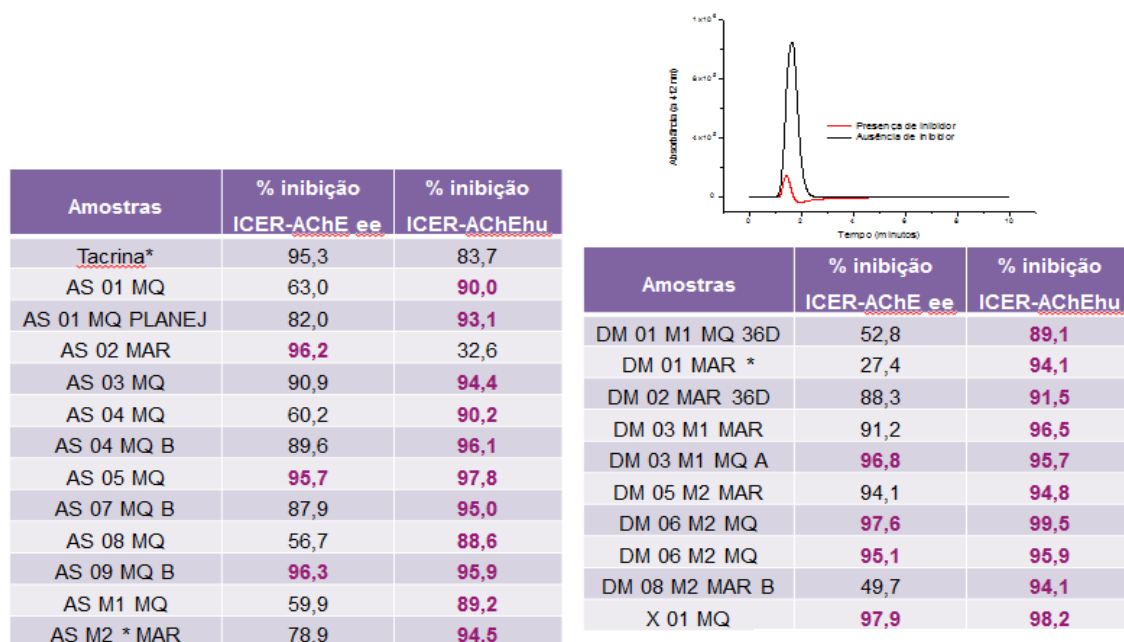 Amostras % inibição ICER-AChE ee % inibição ICER-AChEhu
Tacrina* 95,3 83,7
AS 01 MQ 63,0 90,0
AS 01 MQ PLANEJ 82,0 93,1
AS 02 MAR 96,2 32,6
AS 03 MQ 90,9 94,4
AS 04 MQ 60,2 90,2
AS 04 MQ B 89,6 96,1
AS 05 MQ 95,7 97,8
AS 07 MQ B 87,9 95,0
AS 08 MQ 56,7 88,6
AS 09 MQ B 96,3 95,9
AS M1 MQ 59,9 89,2
AS M2 * MAR 78,9 94,5
Presença de inibidor
Ausência de inibidor
0
0 2 4 6 8 10
Tempo (minutos)
Amostras % inibição ICER-AChE ee % inibição ICER-AChEhu
DM 01 M1 MQ 36D 52,8 89,1
DM 01 MAR * 27,4 94,1
DM 02 MAR 36D 88,3 91,5
DM 03 M1 MAR 91,2 96,5
DM 03 M1 MQ A 96,8 95,7
DM 05 M2 MAR 94,1 94,8
DM 06 M2 MQ 97,6 99,5
DM 06 M2 MQ 95,1 95,9
DM 08 M2 MAR B 49,7 94,1
X 01 MQ 97,9 98,2